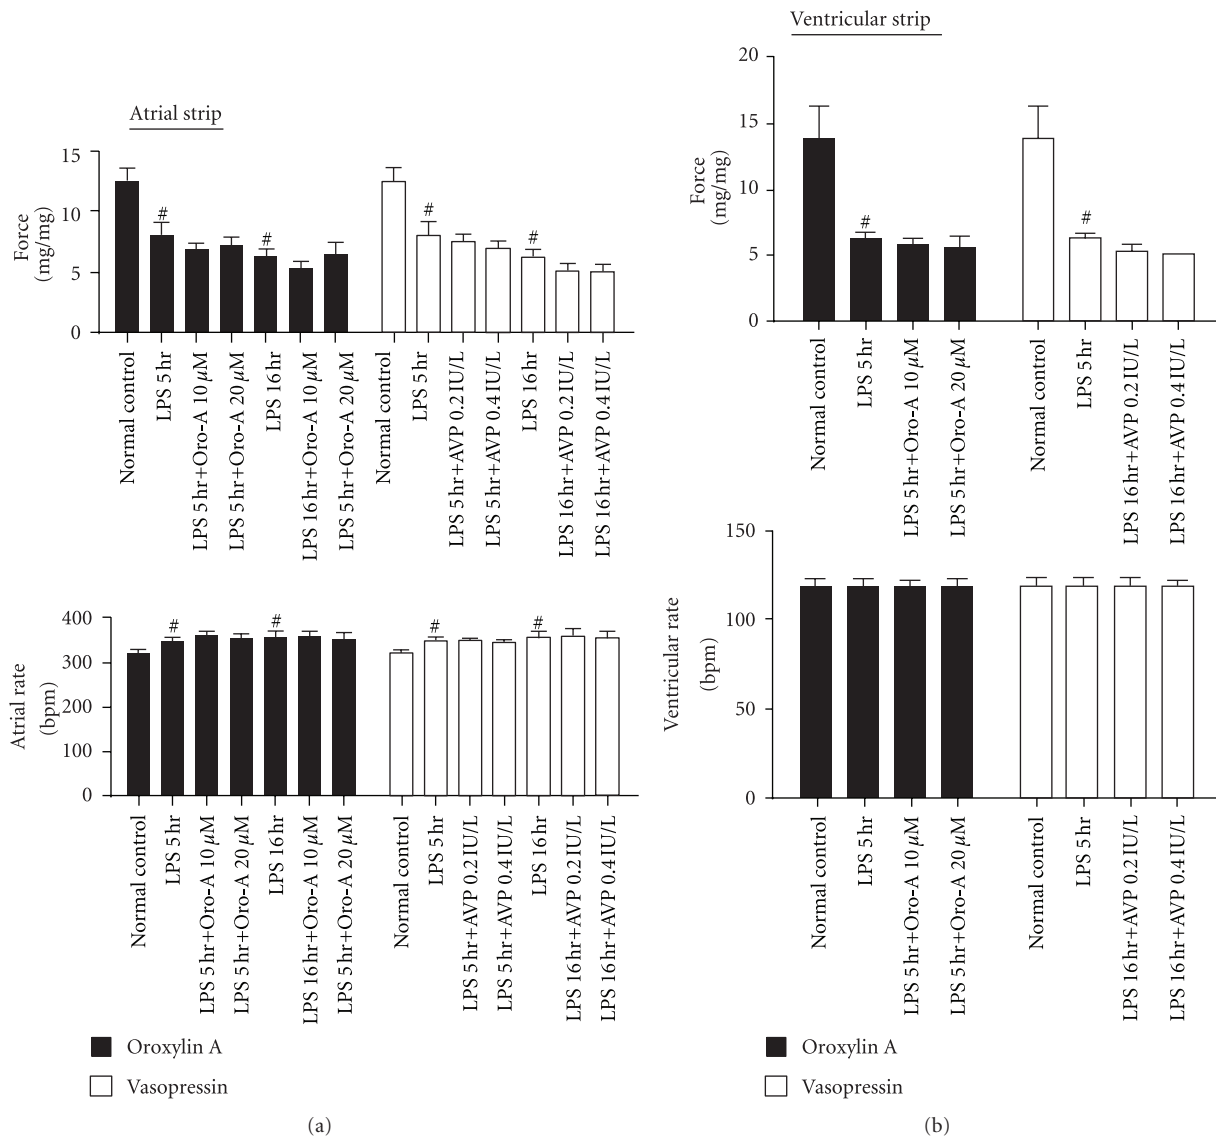 Atrial strip
15
10
5
0
Force
(mg/mg)
#
#
#
#
Normal control
LPS 5 hr
LPS 5 hr+Oro-A 10 µM
LPS 5 hr+Oro-A 20 µM
LPS 16 hr
LPS 16 hr+Oro-A 10 µM
LPS 5 hr+Oro-A 20 µM
Normal control
LPS 5 hr
LPS 5 hr+AVP 0.2 IU/L
LPS 5 hr+AVP 0.4 IU/L
LPS 16 hr
LPS 16 hr+AVP 0.2 IU/L
LPS 16 hr+AVP 0.4 IU/L
400
300
200
100
0
Atrial rate
(bpm)
#
#
#
#
Normal control
LPS 5 hr
LPS 5 hr+Oro-A 10 µM
LPS 5 hr+Oro-A 20 µM
LPS 16 hr
LPS 16 hr+Oro-A 10 µM
LPS 5 hr+Oro-A 20 µM
Normal control
LPS 5 hr
LPS 5 hr+AVP 0.2 IU/L
LPS 5 hr+AVP 0.4 IU/L
LPS 16 hr
LPS 16 hr+AVP 0.2 IU/L
LPS 16 hr+AVP 0.4 IU/L
Oroxylin A
Vasopressin
(a)
Ventricular strip
20
15
10
5
0
Force
(mg/mg)
#
#
Normal control
LPS 5 hr
LPS 5 hr+Oro-A 10 µM
LPS 5 hr+Oro-A 20 µM
Normal control
LPS 5 hr
LPS 16 hr+AVP 0.2 IU/L
LPS 16 hr+AVP 0.4 IU/L
150
100
50
0
Ventricular rate
(bpm)
Normal control
LPS 5 hr
LPS 5 hr+Oro-A 10 µM
LPS 5 hr+Oro-A 20 µM
Normal control
LPS 5 hr
LPS 16 hr+AVP 0.2 IU/L
LPS 16 hr+AVP 0.4 IU/L
Oroxylin A
Vasopressin
(b)